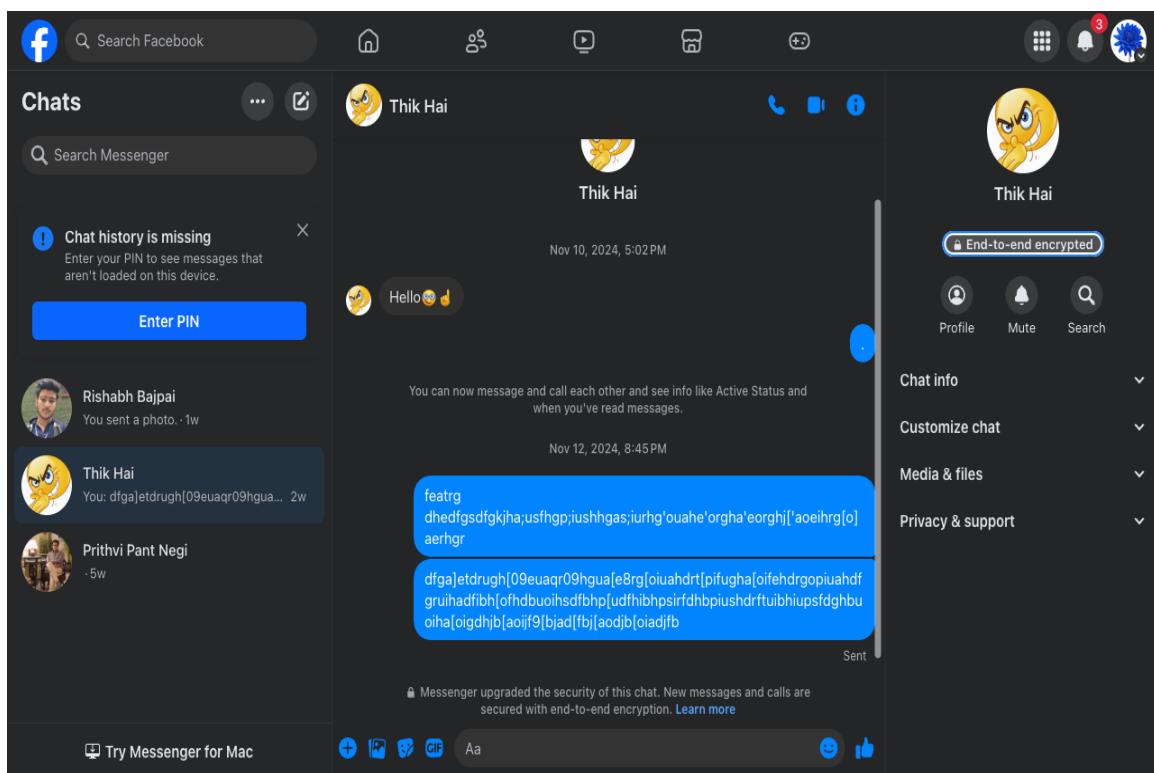 Search Facebook
3
Chats
Search Messenger
Chat history is missing
Enter your PIN to see messages that
aren't loaded on this device.
Enter PIN
Rishabh Bajpai
You sent a photo. · 1w
Thik Hai
You: dfga]etdrugh[09euaqr09hgua... 2w
Prithvi Pant Negi
· 5w
Try Messenger for Mac
Thik Hai
Thik Hai
Nov 10, 2024, 5:02 PM
Hello
.
You can now message and call each other and see info like Active Status and
when you've read messages.
Nov 12, 2024, 8:45 PM
featrg
dhedfgsdfgkjha;usfhgp;iushhgas;iurhg'ouahe'orgha'eorghj['aoeihrg[o]
aerhgr
dfga]etdrugh[09euaqr09hgua[e8rg[oiuahdrt[pifugha[oifehdrgopiuahdf
gruihadfibh[ofhdbuoihsdfbhp[udfhibhpsirfdhbpiushdrftuibhiupsfdghbu
oiha[oigdhjb[aoijf9[bjad[fbj[aodjb[oiadjfb
Sent
Messenger upgraded the security of this chat. New messages and calls are
secured with end-to-end encryption. Learn more
GIF
Aa
Thik Hai
End-to-end encrypted
Profile Mute Search
Chat info
Customize chat
Media & files
Privacy & support